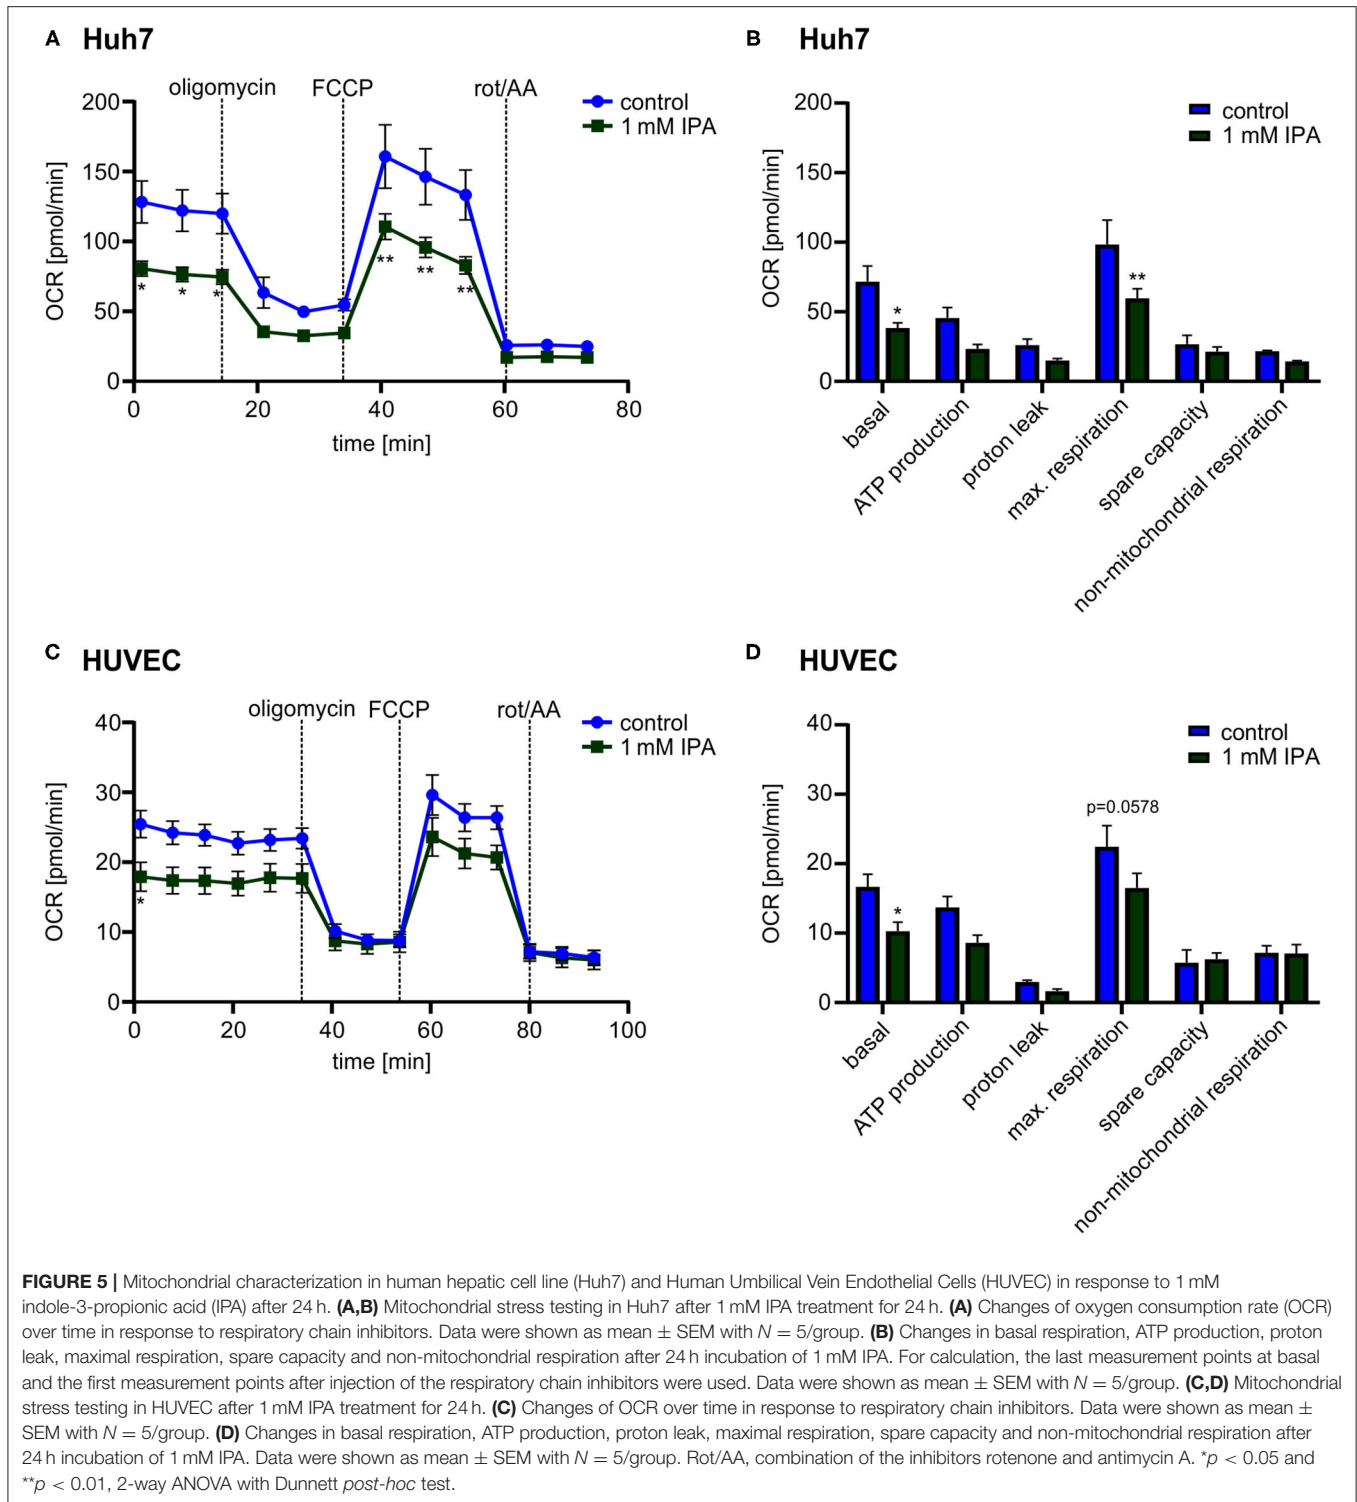 A Huh7
oligomycin FCCP rot/AA
control
1 mM IPA
200
150
100
50
0
OCR [pmol/min]
* * * ** ** **
0 20 40 60 80
time [min]
B Huh7
control
1 mM IPA
200
150
100
50
0
OCR [pmol/min]
* **
basal
ATP production
proton leak
max. respiration
spare capacity
non-mitochondrial respiration
C HUVEC
oligomycin FCCP rot/AA
control
1 mM IPA
40
30
20
10
0
OCR [pmol/min]
*
0 20 40 60 80 100
time [min]
D HUVEC
control
1 mM IPA
40
30
20
10
0
OCR [pmol/min]
*
p=0.0578
basal
ATP production
proton leak
max. respiration
spare capacity
non-mitochondrial respiration
FIGURE 5 | Mitochondrial characterization in human hepatic cell line (Huh7) and Human Umbilical Vein Endothelial Cells (HUVEC) in response to 1 mM
indole-3-propionic acid (IPA) after 24 h. (A,B) Mitochondrial stress testing in Huh7 after 1 mM IPA treatment for 24 h. (A) Changes of oxygen consumption rate (OCR)
over time in response to respiratory chain inhibitors. Data were shown as mean ± SEM with N = 5/group. (B) Changes in basal respiration, ATP production, proton
leak, maximal respiration, spare capacity and non-mitochondrial respiration after 24 h incubation of 1 mM IPA. For calculation, the last measurement points at basal
and the first measurement points after injection of the respiratory chain inhibitors were used. Data were shown as mean ± SEM with N = 5/group. (C,D) Mitochondrial
stress testing in HUVEC after 1 mM IPA treatment for 24 h. (C) Changes of OCR over time in response to respiratory chain inhibitors. Data were shown as mean ±
SEM with N = 5/group. (D) Changes in basal respiration, ATP production, proton leak, maximal respiration, spare capacity and non-mitochondrial respiration after
24 h incubation of 1 mM IPA. Data were shown as mean ± SEM with N = 5/group. Rot/AA, combination of the inhibitors rotenone and antimycin A. *p < 0.05 and
**p < 0.01, 2-way ANOVA with Dunnett post-hoc test.